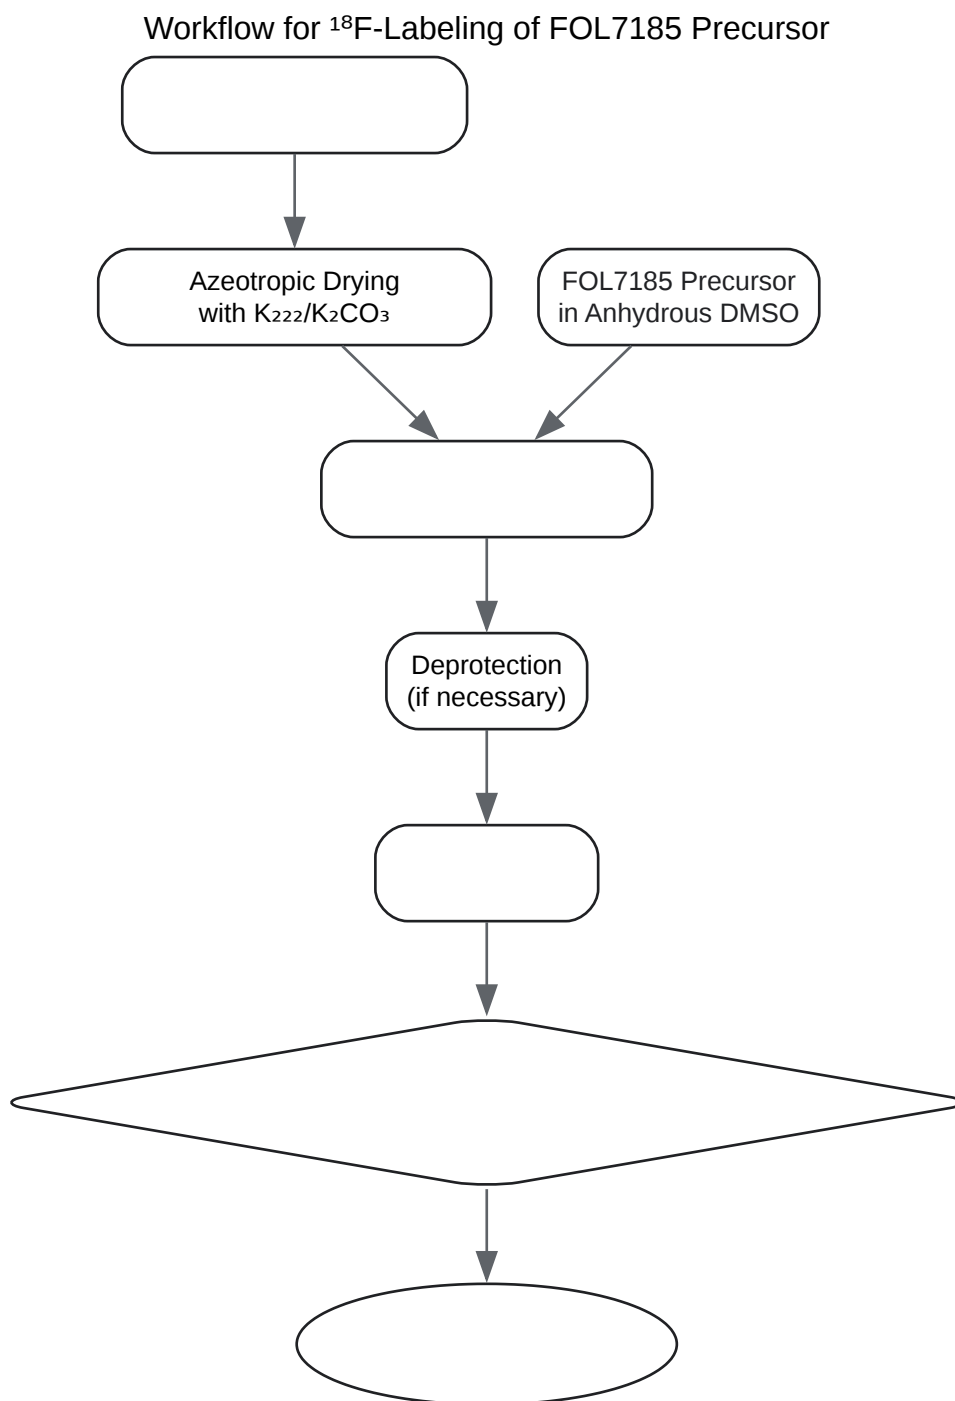 Workflow for ¹⁸F-Labeling of FOL7185 Precursor
Azeotropic Drying
with K₂₂₂/K₂CO₃
FOL7185 Precursor
in Anhydrous DMSO
Deprotection
(if necessary)